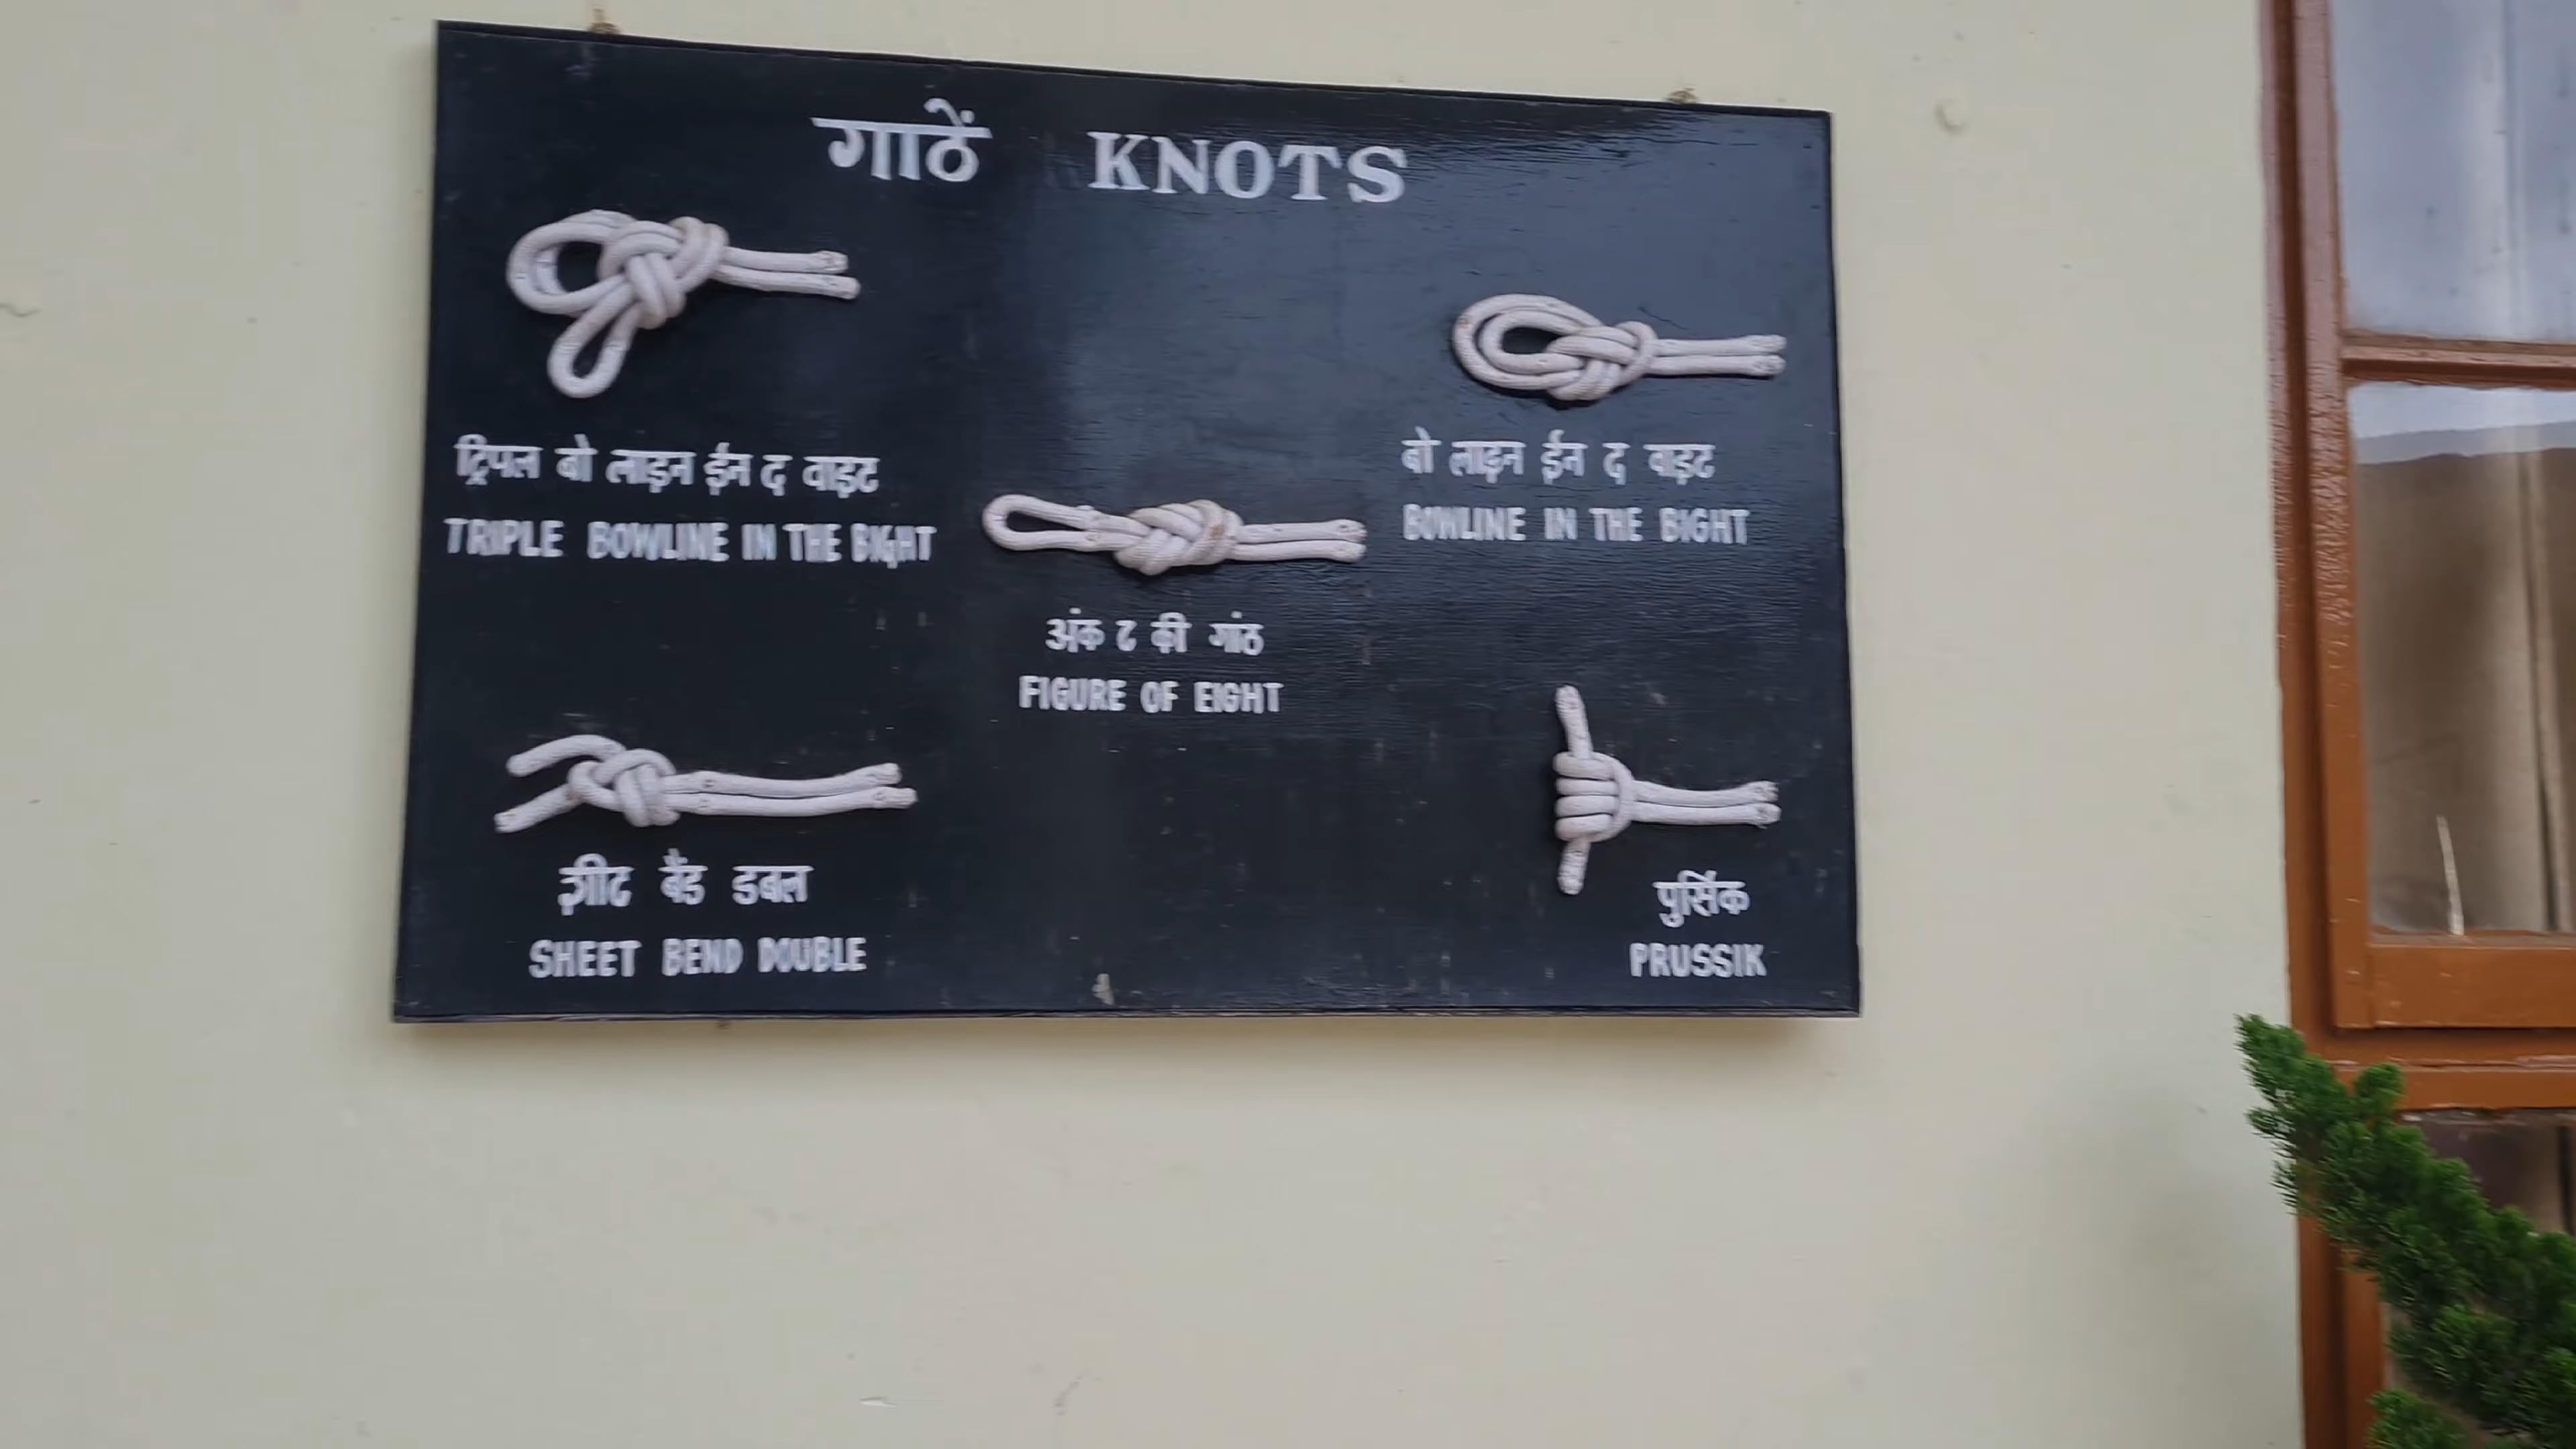 गाठें KNOTS
ट्रिपल बो लाइन ईन द वाइट
TRIPLE BOWLINE IN THE BIGHT
बो लाइन ईन द वाइट
BOWLINE IN THE BIGHT
अंक ८ की गांठ
FIGURE OF EIGHT
शीट बैंड डबल
SHEET BEND DOUBLE
पुर्सिक
PRUSSIK